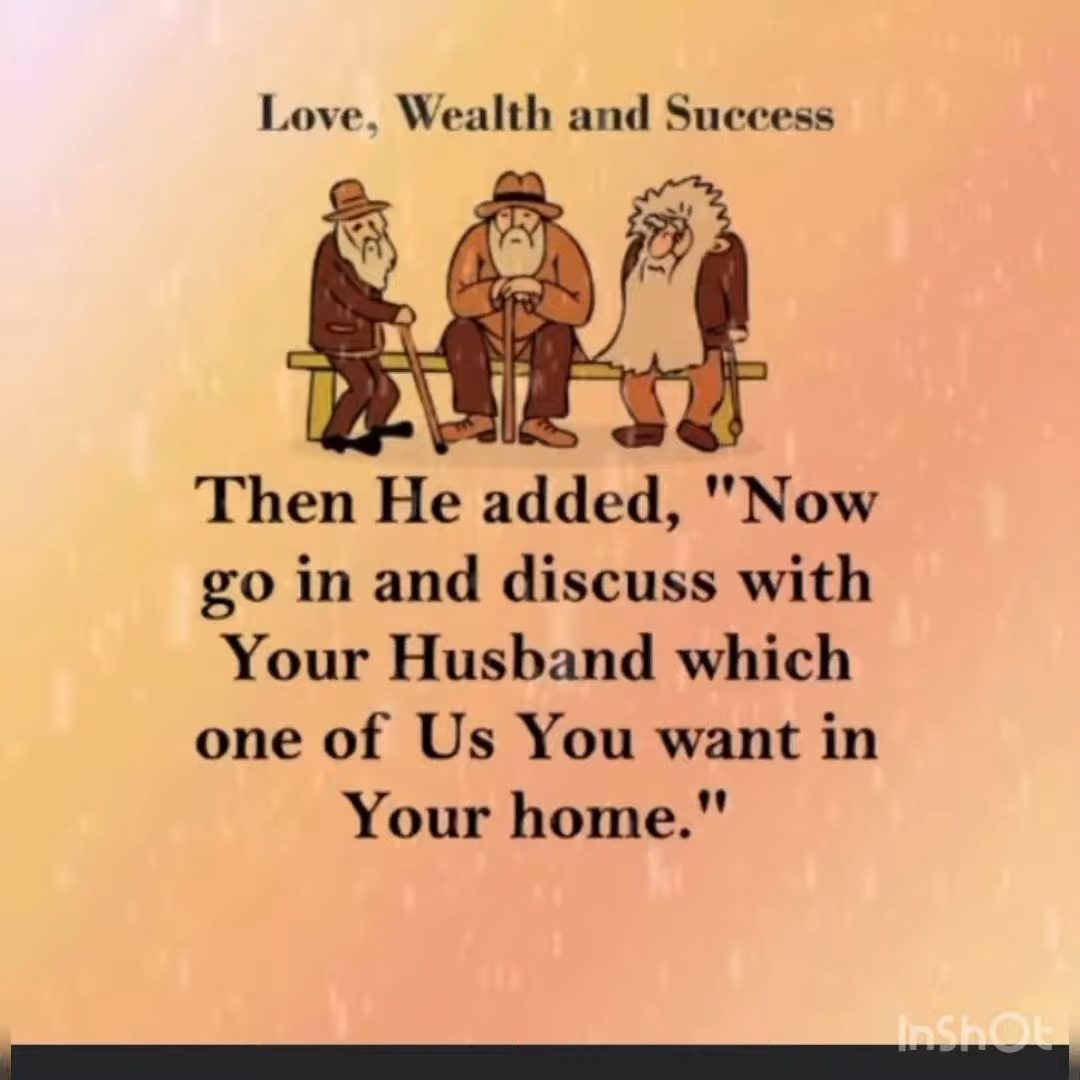 Love, Wealth and Success
Then He added, "Now
go in and discuss with
Your Husband which
one of Us You want in
Your home."
InShOt